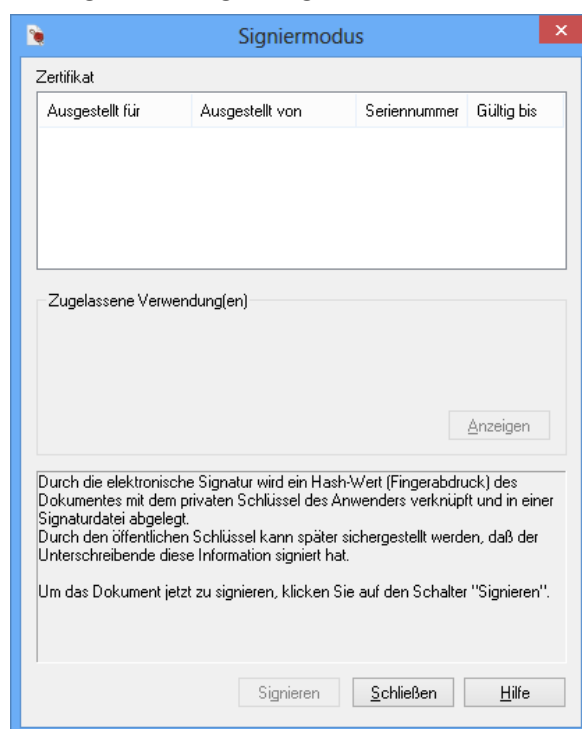 Signiermodus
Zertifikat
Ausgestellt für Ausgestellt von Seriennummer Gültig bis
Zugelassene Verwendung(en)
Anzeigen
Durch die elektronische Signatur wird ein Hash-Wert (Fingerabdruck) des
Dokumentes mit dem privaten Schlüssel des Anwenders verknüpft und in einer
Signaturdatei abgelegt.
Durch den öffentlichen Schlüssel kann später sichergestellt werden, daß der
Unterschreibende diese Information signiert hat.
Um das Dokument jetzt zu signieren, klicken Sie auf den Schalter "Signieren".
Signieren Schließen Hilfe